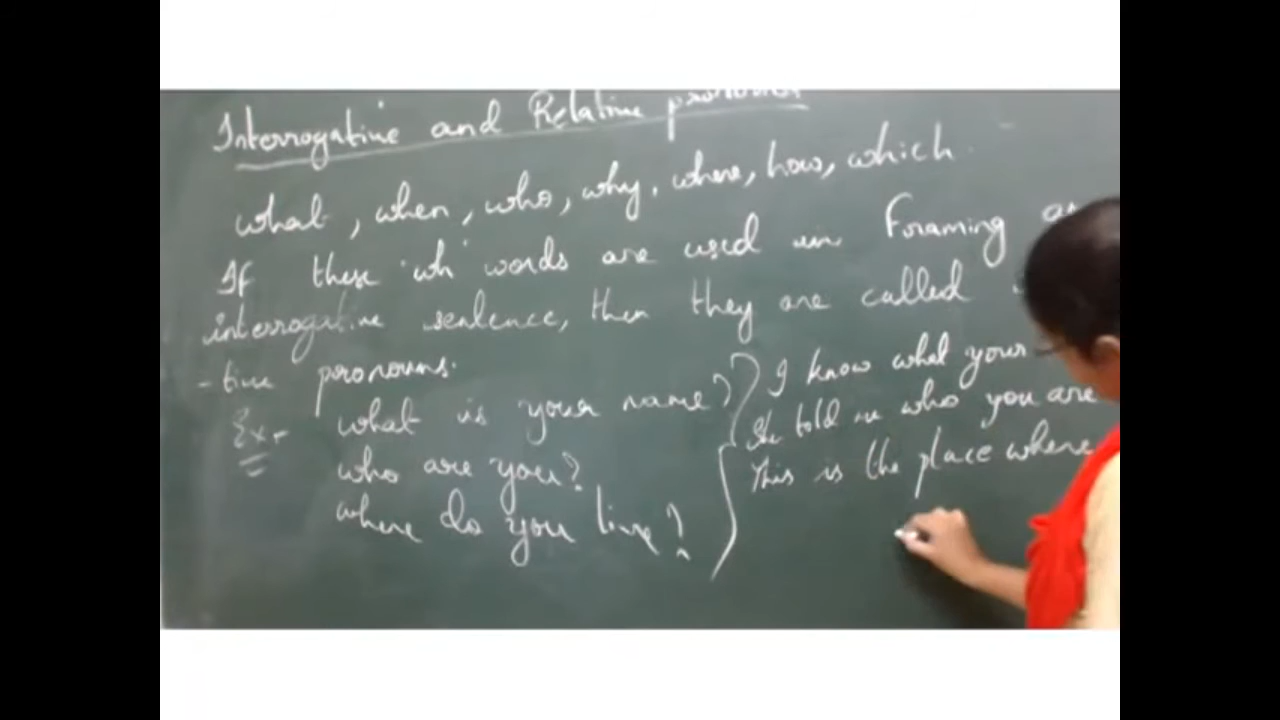 Interrogative and Relative pronouns
what, when, who, why, where, how, which
If these 'wh' words are used in Foraming an
interrogative sentence, then they are called
-tive pronouns.
Ex- what is your name?
who are you?
where do you live?
I know what your
He told me who you are
This is the place where